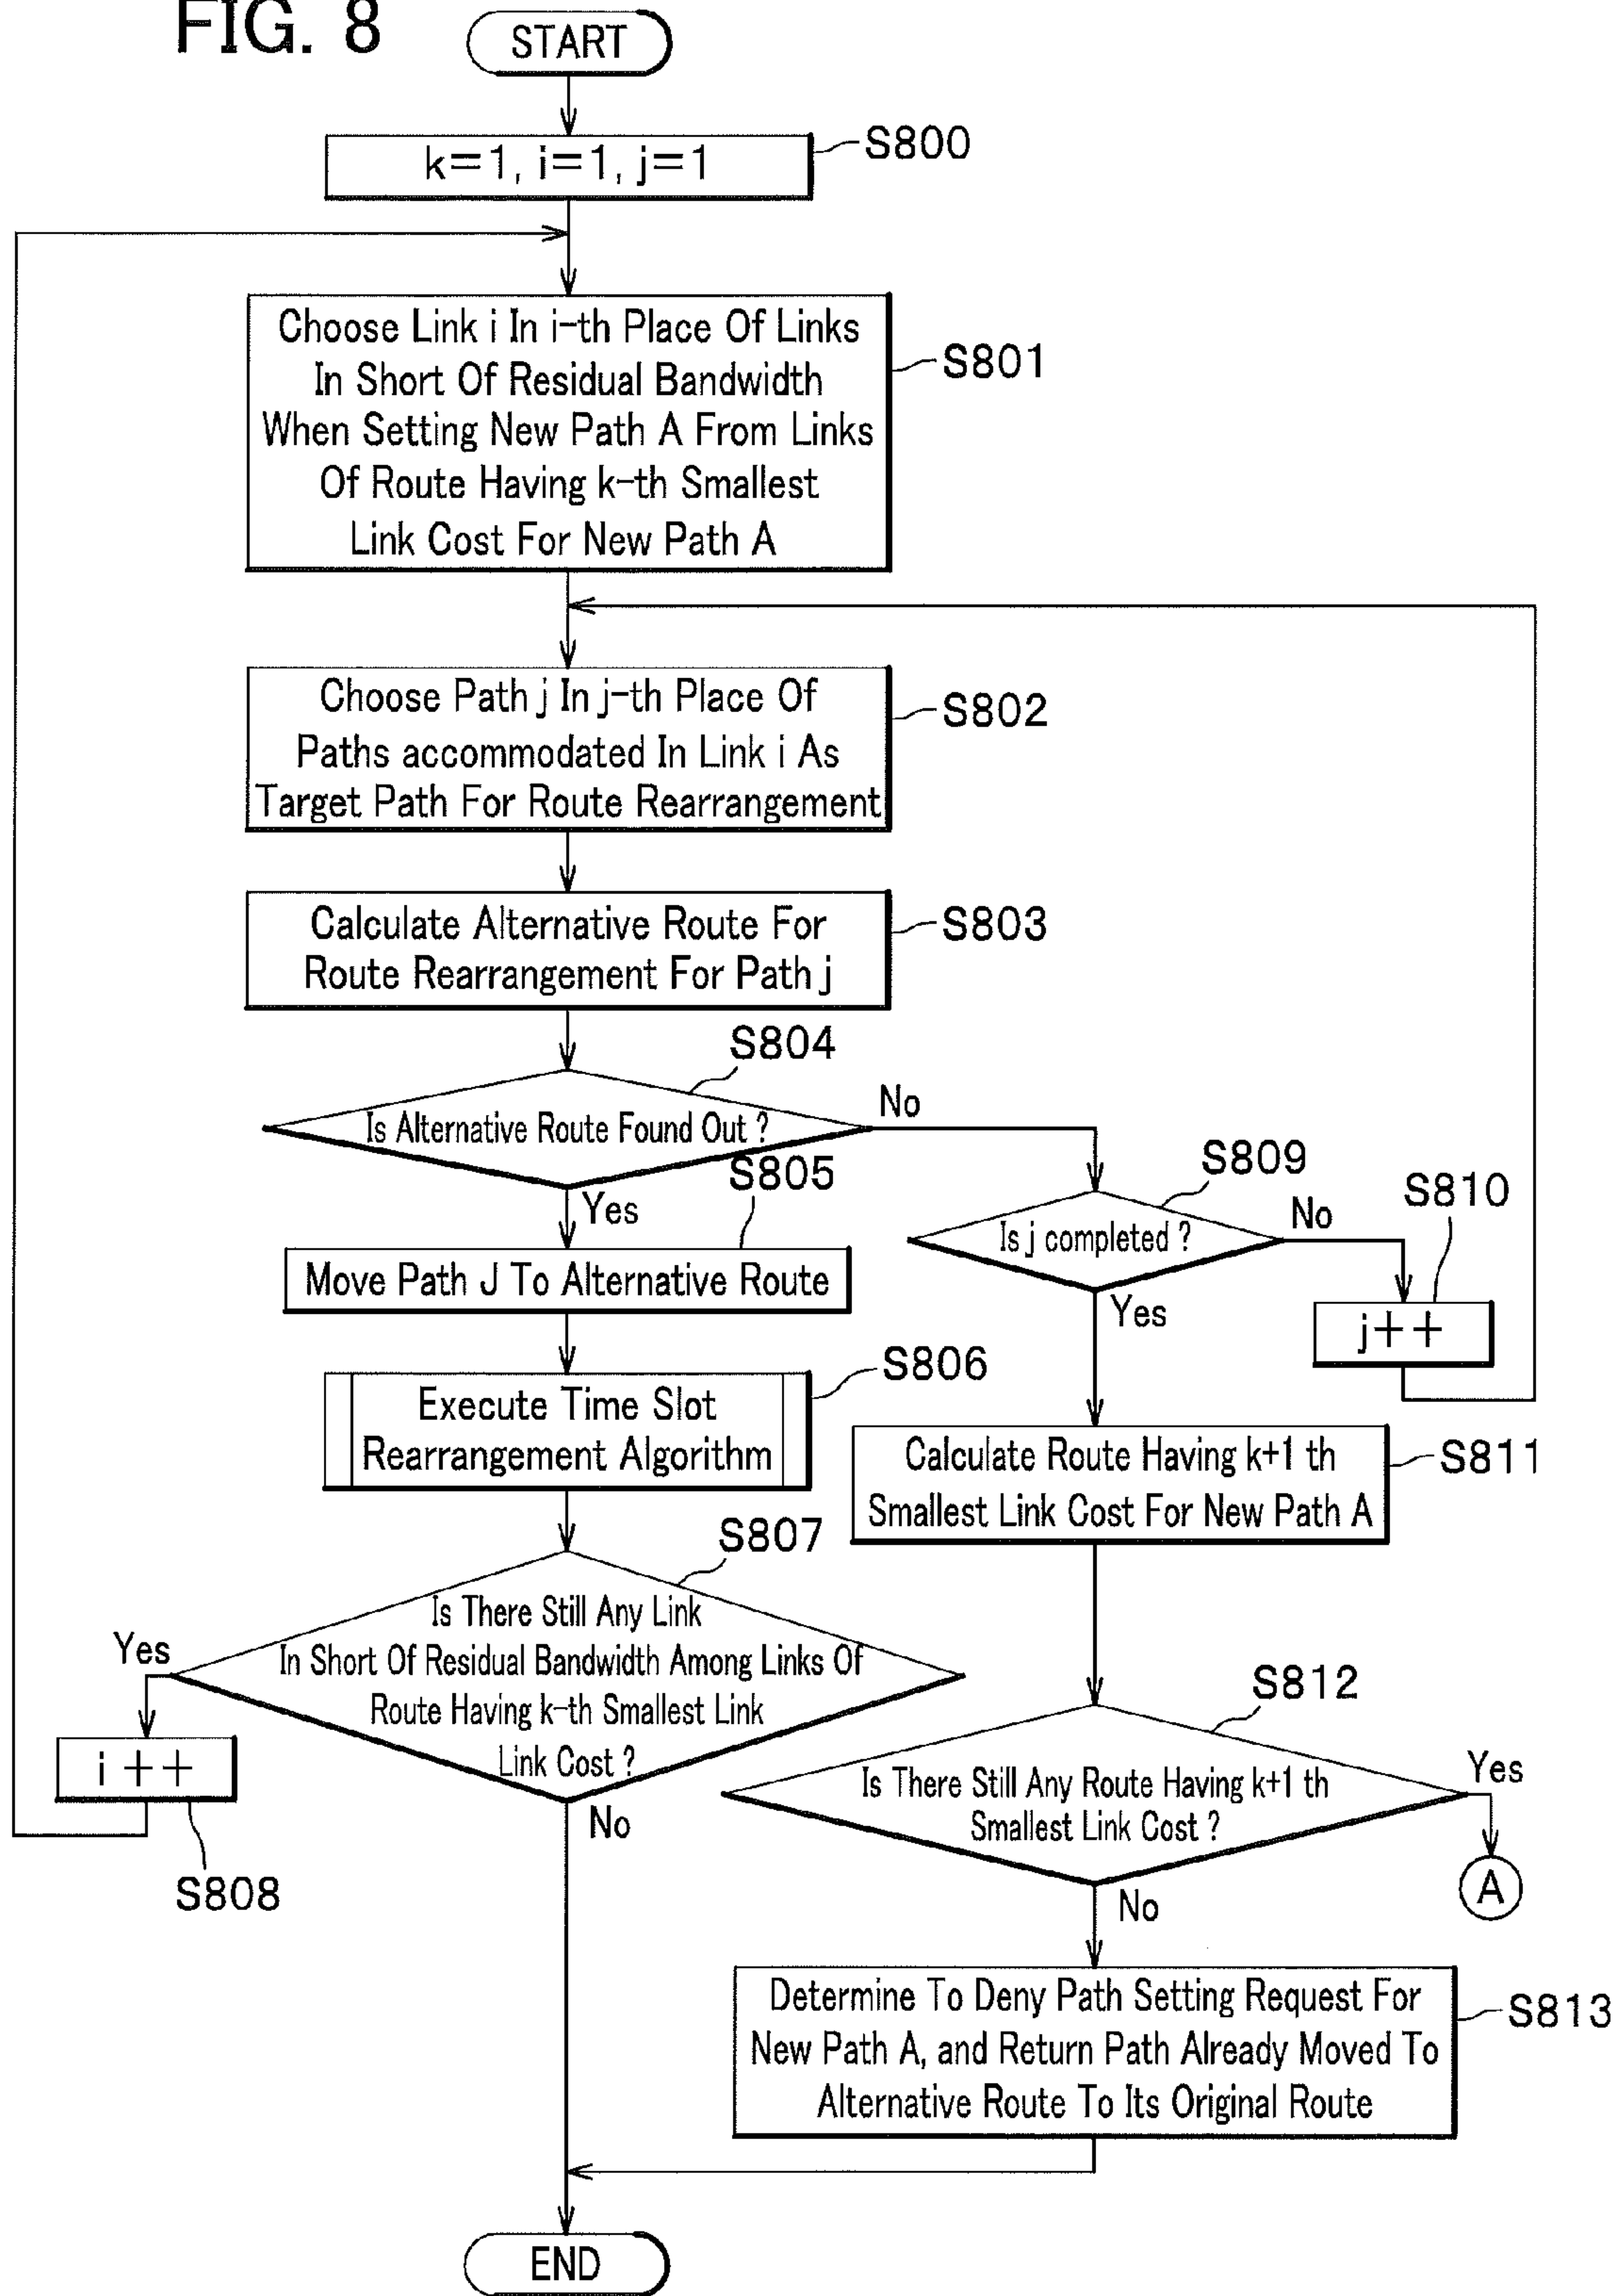 FIG. 8
START
k=1, i=1, j=1
S800
Choose Link i In i-th Place Of Links
In Short Of Residual Bandwidth
When Setting New Path A From Links
Of Route Having k-th Smallest
Link Cost For New Path A
S801
Choose Path j In j-th Place Of
Paths accommodated In Link i As
Target Path For Route Rearrangement
S802
Calculate Alternative Route For
Route Rearrangement For Path j
S803
S804
Is Alternative Route Found Out ?
No
Yes
S805
Move Path J To Alternative Route
S809
Is j completed ?
No
Yes
S810
j++
Execute Time Slot
Rearrangement Algorithm
S806
Calculate Route Having k+1 th
Smallest Link Cost For New Path A
S811
S807
Is There Still Any Link
In Short Of Residual Bandwidth Among Links Of
Route Having k-th Smallest Link
Link Cost ?
Yes
No
i ++
S808
S812
Is There Still Any Route Having k+1 th
Smallest Link Cost ?
Yes
A
No
Determine To Deny Path Setting Request For
New Path A, and Return Path Already Moved To
Alternative Route To Its Original Route
S813
END